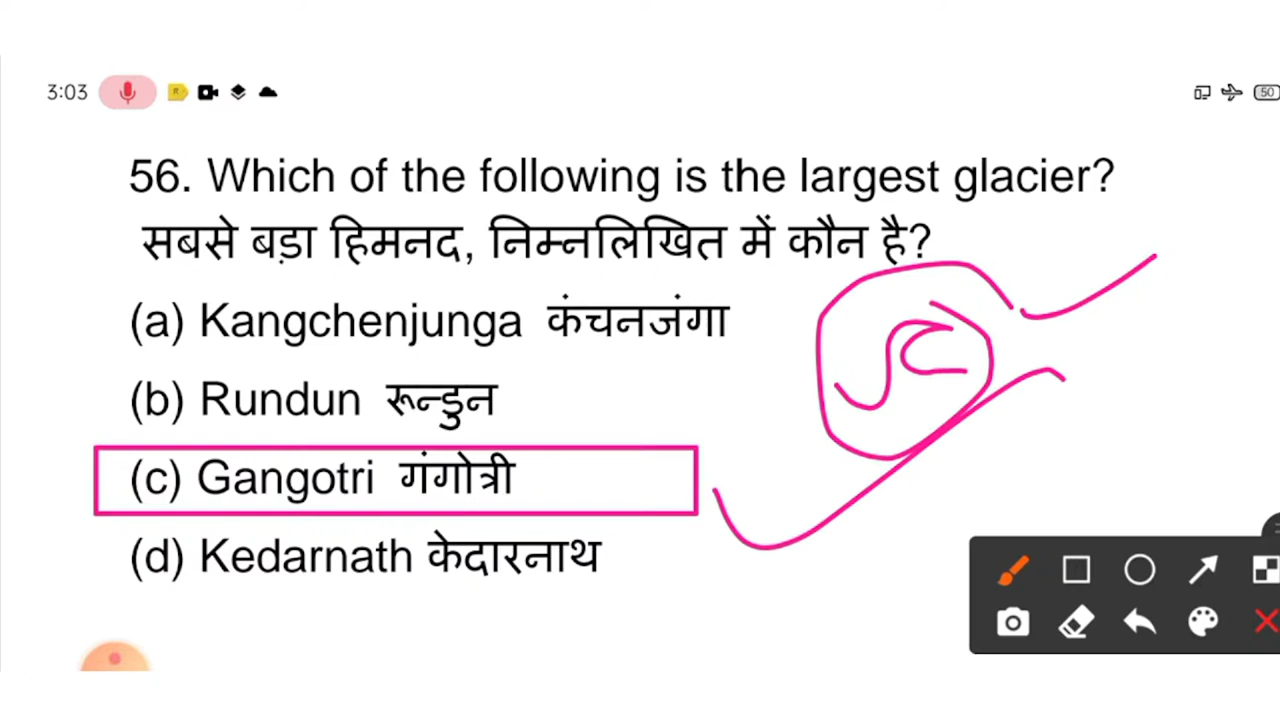 3:03
R
50
56. Which of the following is the largest glacier?
सबसे बड़ा हिमनद, निम्नलिखित में कौन है?
(a) Kangchenjunga कंचनजंगा
(b) Rundun रून्डुन
(c) Gangotri गंगोत्री
(d) Kedarnath केदारनाथ